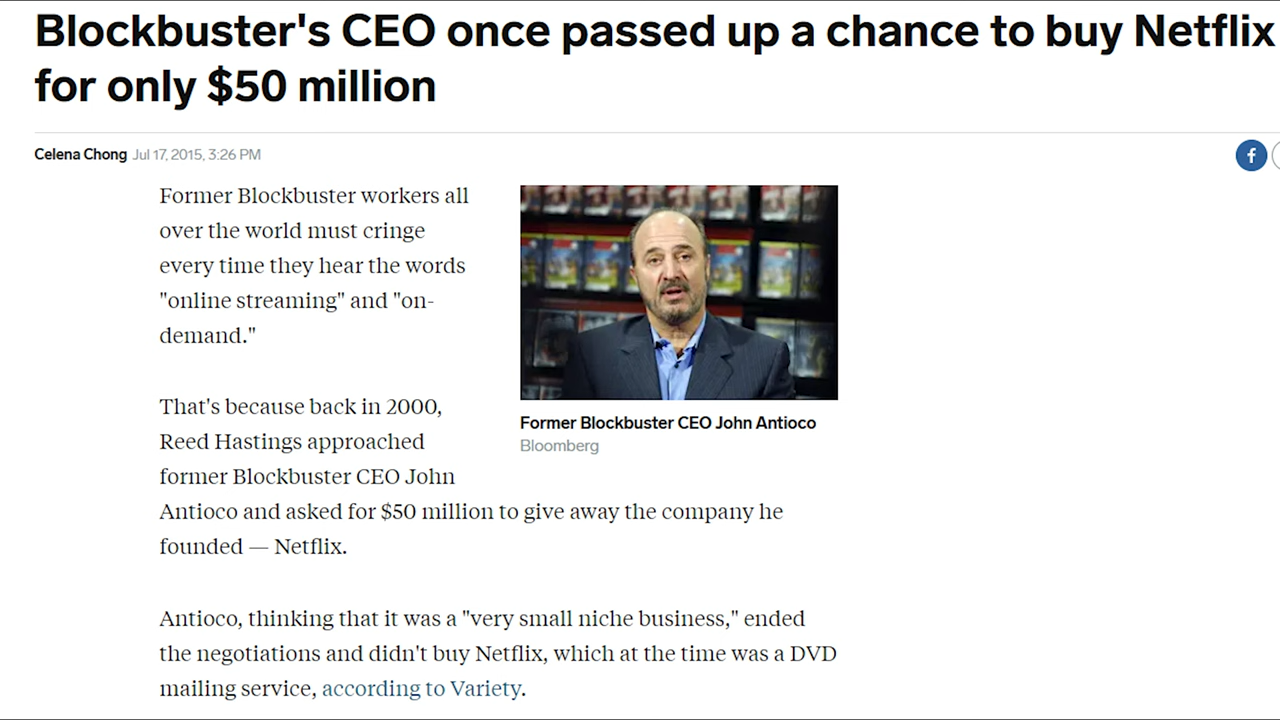 Blockbuster's CEO once passed up a chance to buy Netflix
for only $50 million
Celena Chong Jul 17, 2015, 3:26 PM
f
Former Blockbuster workers all
over the world must cringe
every time they hear the words
"online streaming" and "on-
demand."
That's because back in 2000,
Reed Hastings approached
former Blockbuster CEO John
Antioco and asked for $50 million to give away the company he
founded — Netflix.
Former Blockbuster CEO John Antioco
Bloomberg
Antioco, thinking that it was a "very small niche business," ended
the negotiations and didn't buy Netflix, which at the time was a DVD
mailing service, according to Variety.